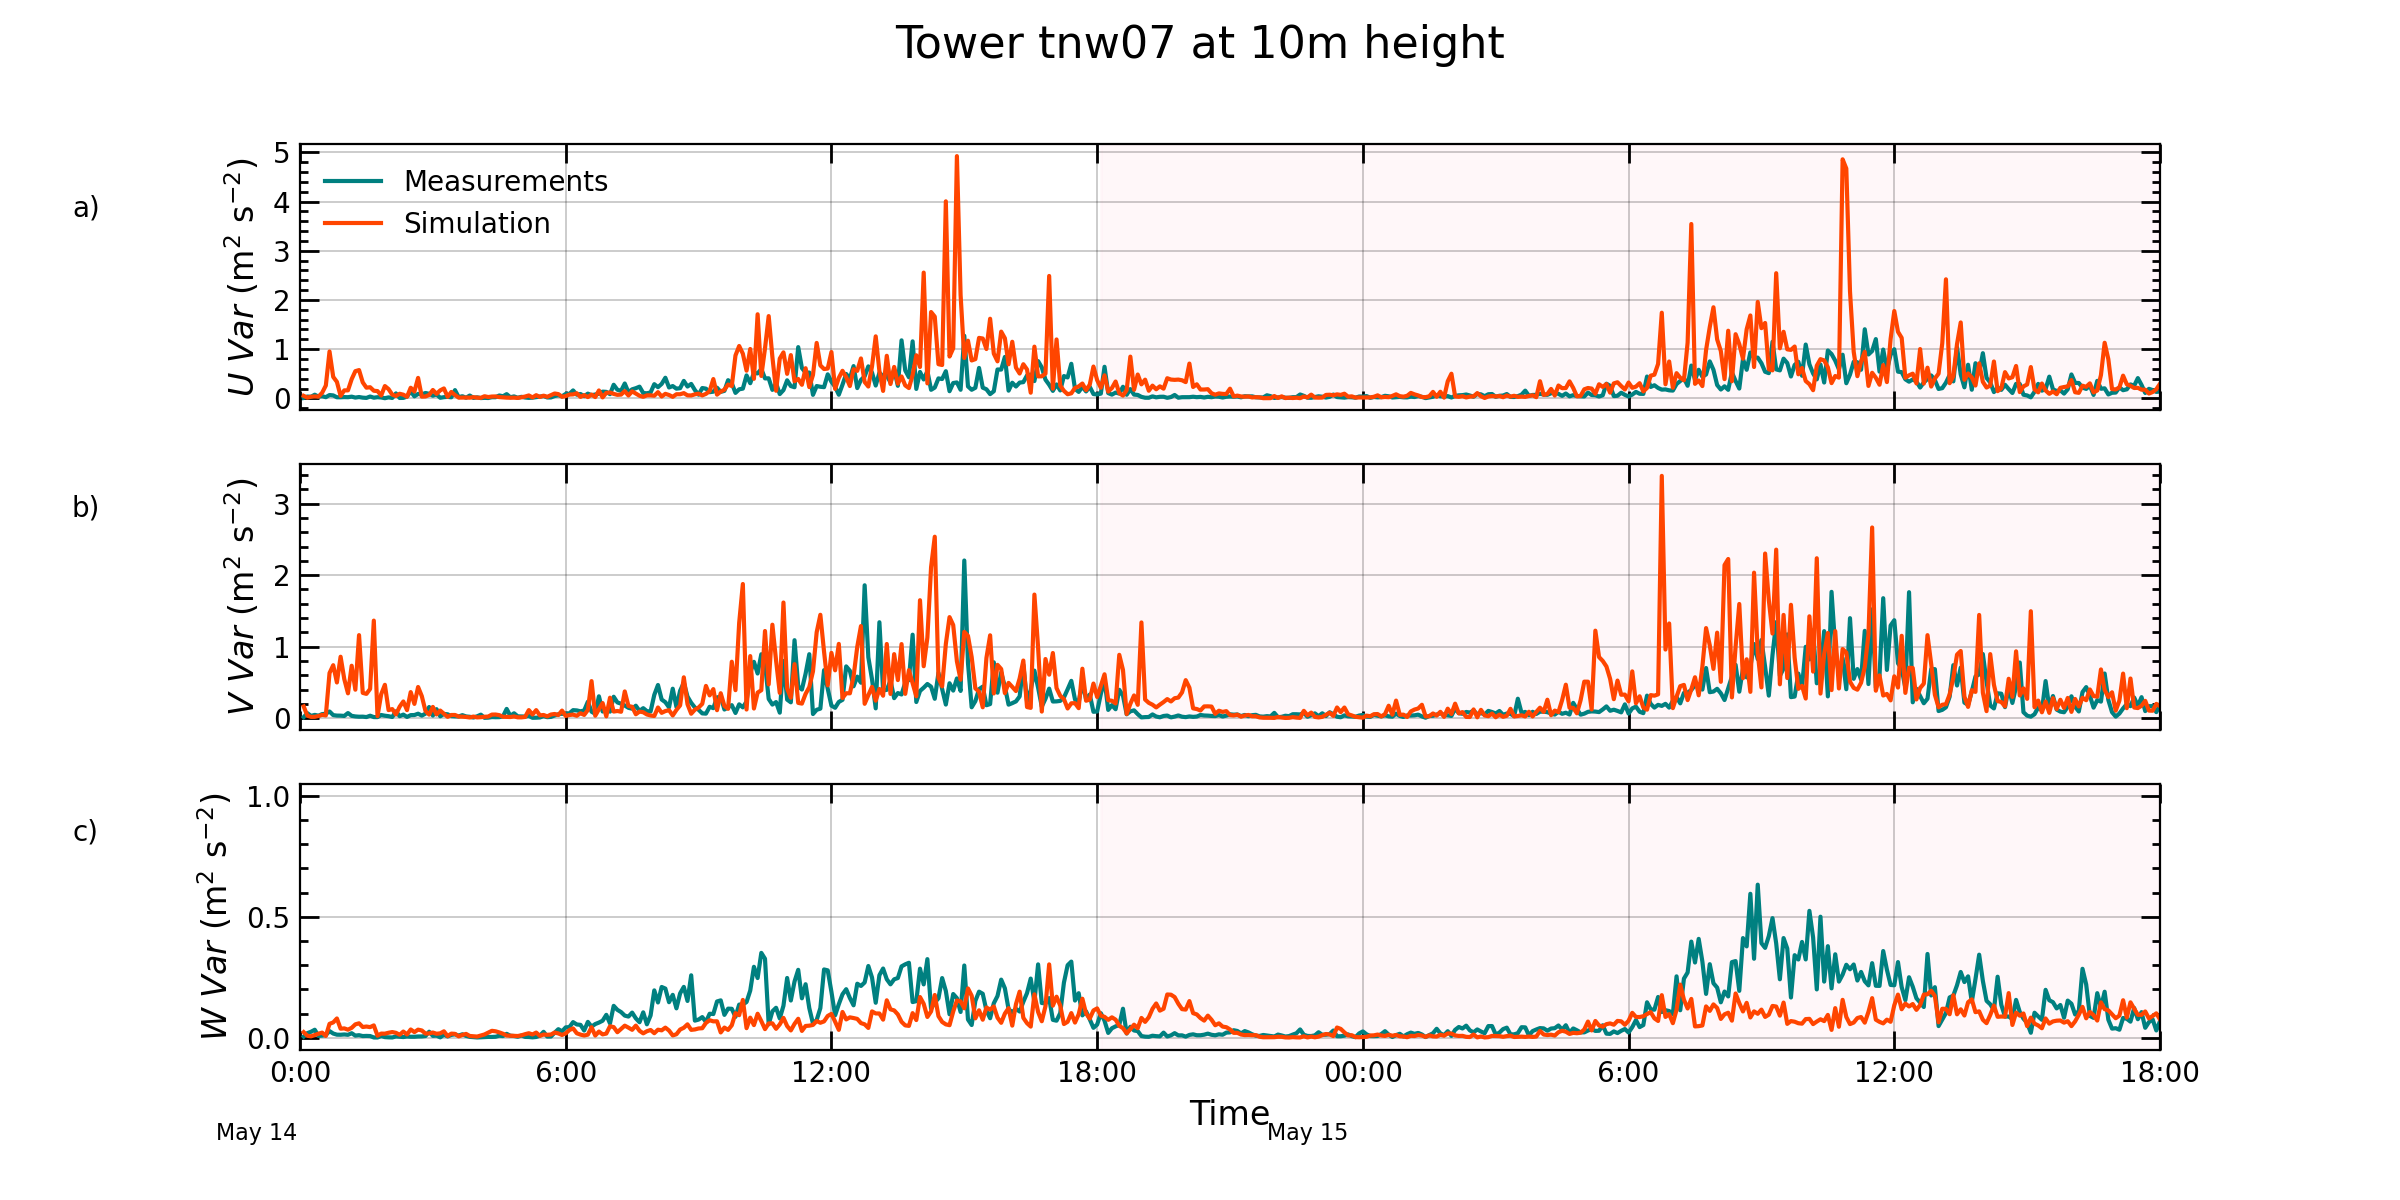 Tower tnw07 at 10m height
a)
U Var (m² s⁻²)
5
4
3
2
1
0
Measurements
Simulation
b)
V Var (m² s⁻²)
3
2
1
0
c)
W Var (m² s⁻²)
1.0
0.5
0.0
0:00 6:00 12:00 18:00 00:00 6:00 12:00 18:00
Time
May 14 May 15